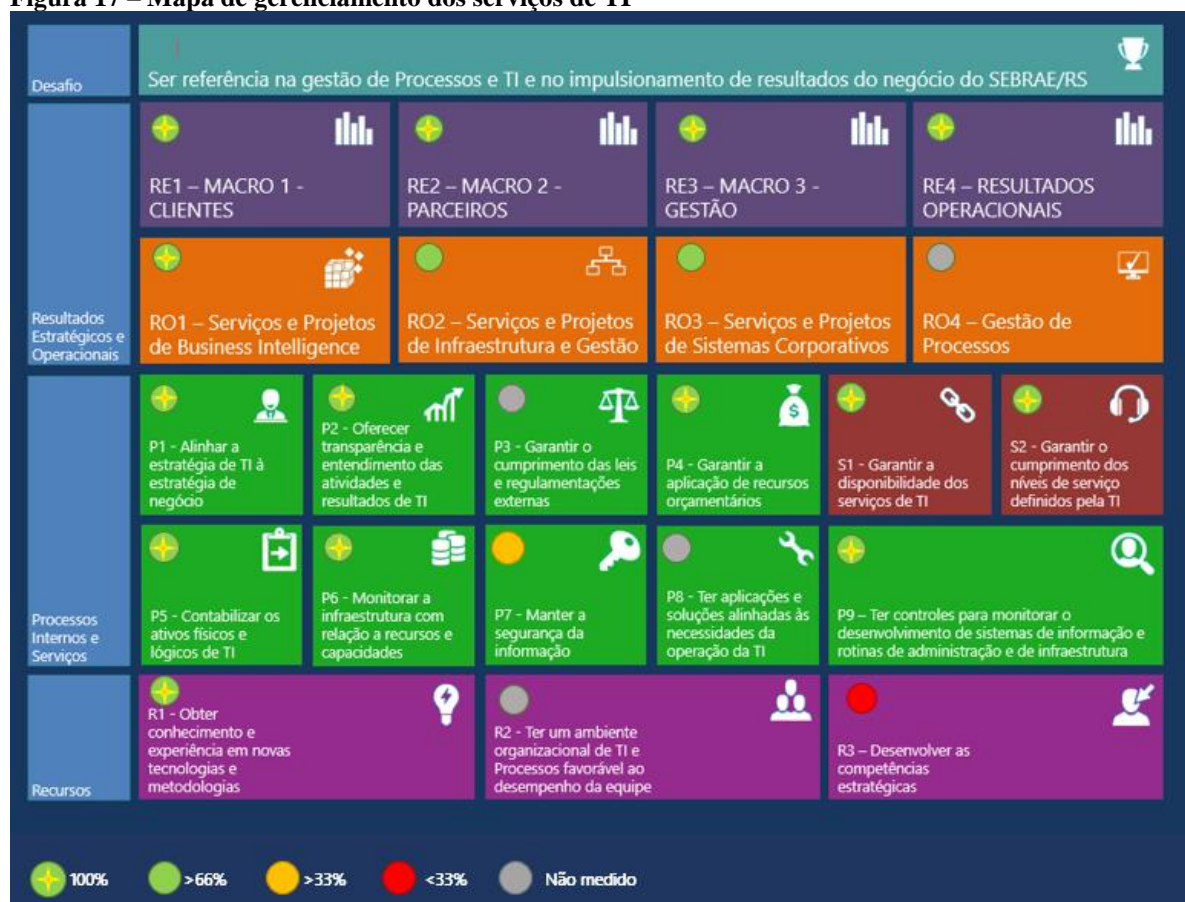 Figura 17 – Mapa de gerenciamento dos serviços de TI
Desafio
Ser referência na gestão de Processos e TI e no impulsionamento de resultados do negócio do SEBRAE/RS
Resultados
Estratégicos e
Operacionais
RE1 – MACRO 1 -
CLIENTES
RE2 – MACRO 2 -
PARCEIROS
RE3 – MACRO 3 -
GESTÃO
RE4 – RESULTADOS
OPERACIONAIS
RO1 – Serviços e Projetos
de Business Intelligence
RO2 – Serviços e Projetos
de Infraestrutura e Gestão
RO3 – Serviços e Projetos
de Sistemas Corporativos
RO4 – Gestão de
Processos
Processos
Internos e
Serviços
P1 - Alinhar a
estratégia de TI à
estratégia de
negócio
P2 - Oferecer
transparência e
entendimento das
atividades e
resultados de TI
P3 - Garantir o
cumprimento das leis
e regulamentações
externas
P4 - Garantir a
aplicação de recursos
orçamentários
S1 - Garantir a
disponibilidade dos
serviços de TI
S2 - Garantir o
cumprimento dos
níveis de serviço
definidos pela TI
P5 - Contabilizar os
ativos físicos e
lógicos de TI
P6 - Monitorar a
infraestrutura com
relação a recursos e
capacidades
P7 - Manter a
segurança da
informação
P8 - Ter aplicações e
soluções alinhadas às
necessidades da
operação da TI
P9 – Ter controles para monitorar o
desenvolvimento de sistemas de informação e
rotinas de administração e de infraestrutura
Recursos
R1 - Obter
conhecimento e
experiência em novas
tecnologias e
metodologias
R2 - Ter um ambiente
organizacional de TI e
Processos favorável ao
desempenho da equipe
R3 – Desenvolver as
competências
estratégicas
100%
>66%
>33%
<33%
Não medido